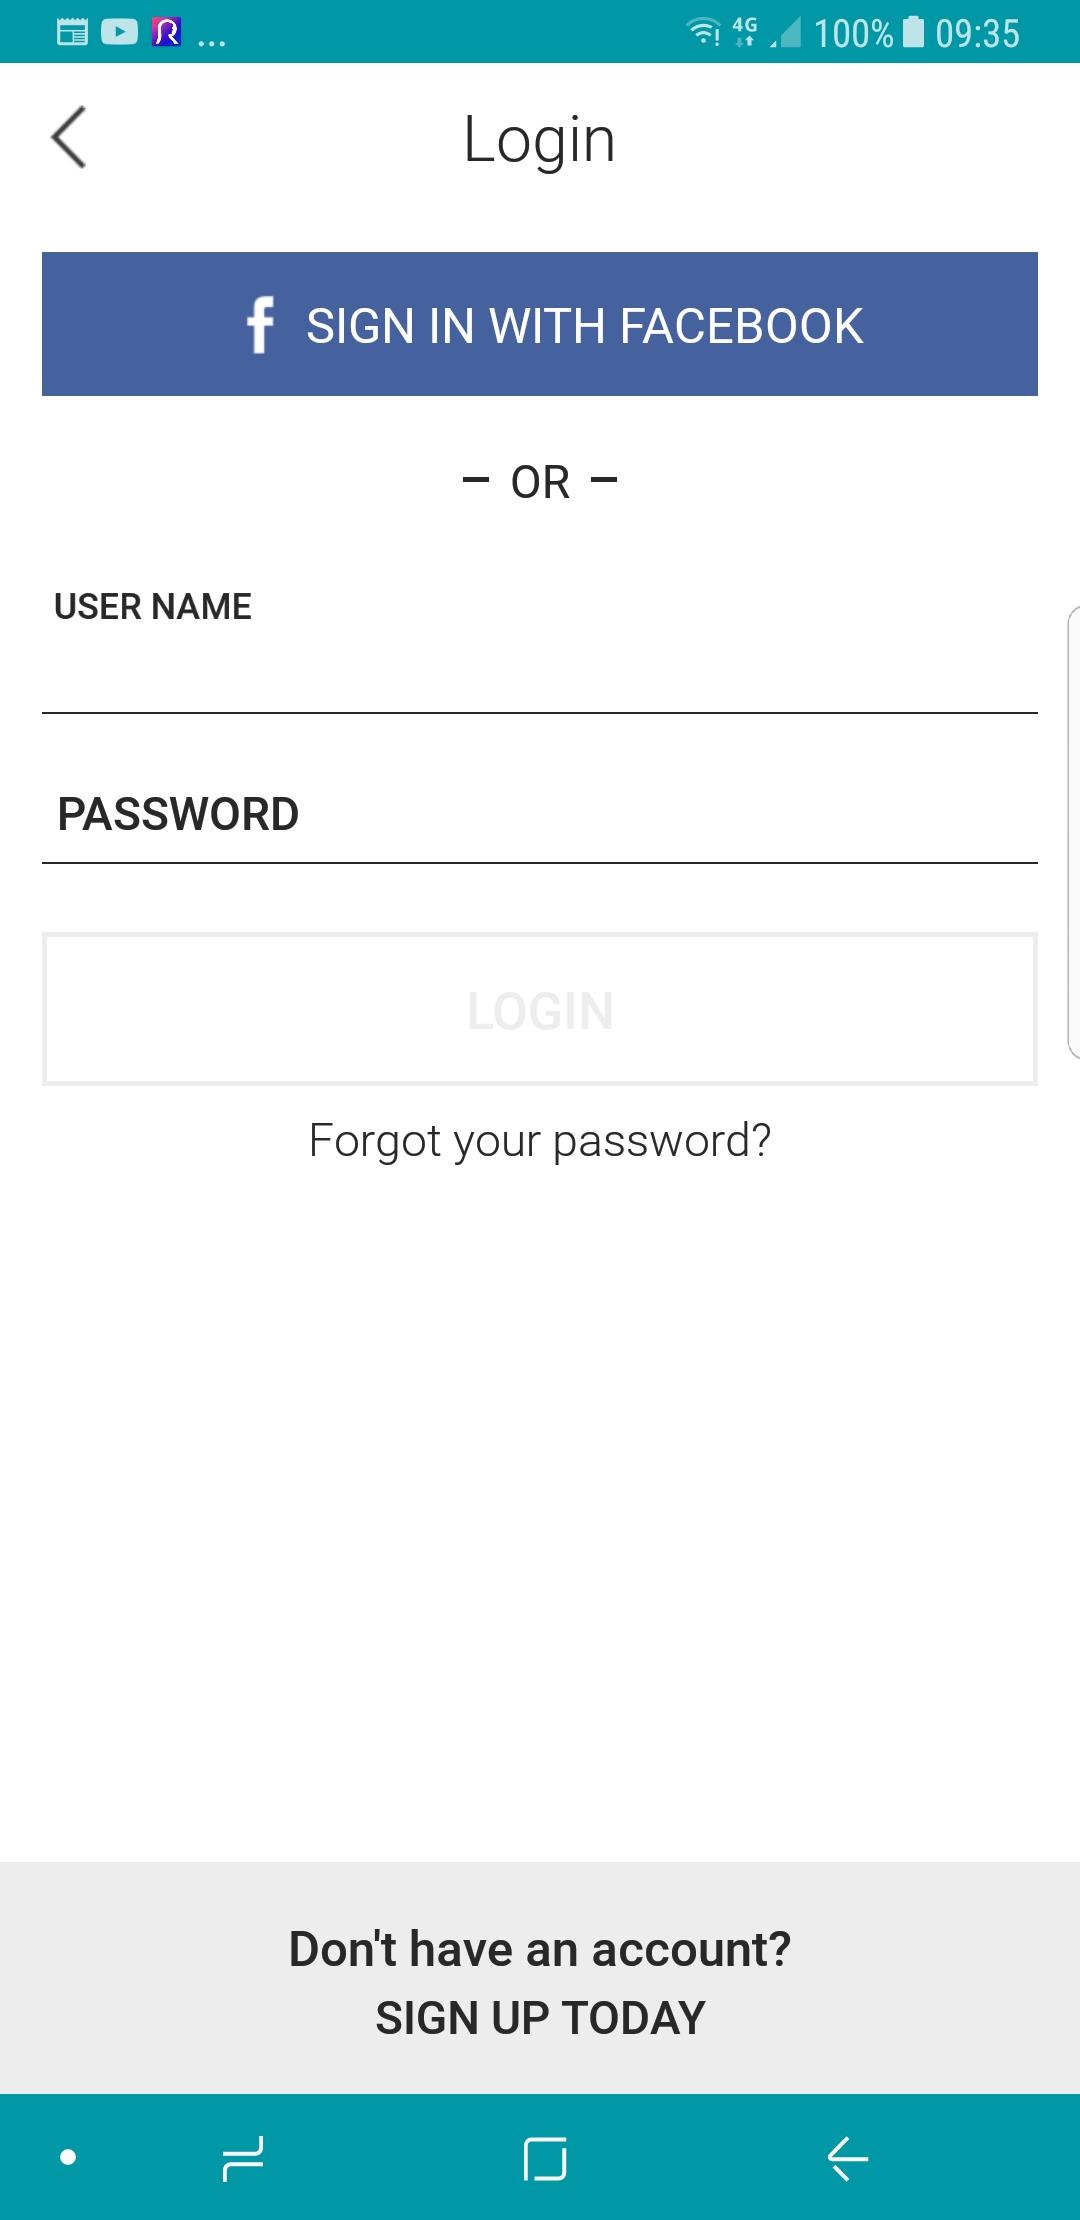 ... 4G 100% 09:35
Login
f SIGN IN WITH FACEBOOK
– OR –
USER NAME
PASSWORD
LOGIN
Forgot your password?
Don't have an account?
SIGN UP TODAY